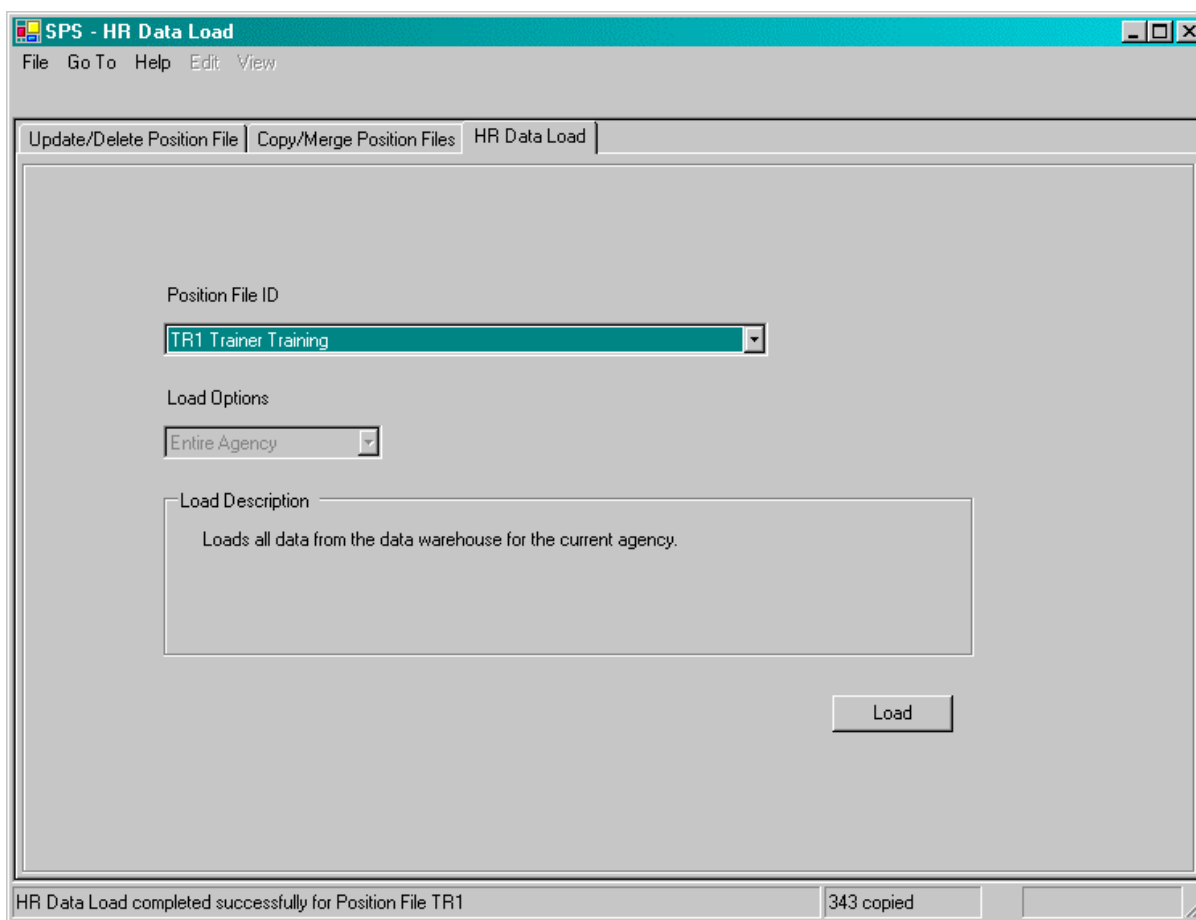 SPS - HR Data Load
File Go To Help Edit View
Update/Delete Position File Copy/Merge Position Files HR Data Load
Position File ID
TR1 Trainer Training
Load Options
Entire Agency
Load Description
Loads all data from the data warehouse for the current agency.
Load
HR Data Load completed successfully for Position File TR1 343 copied